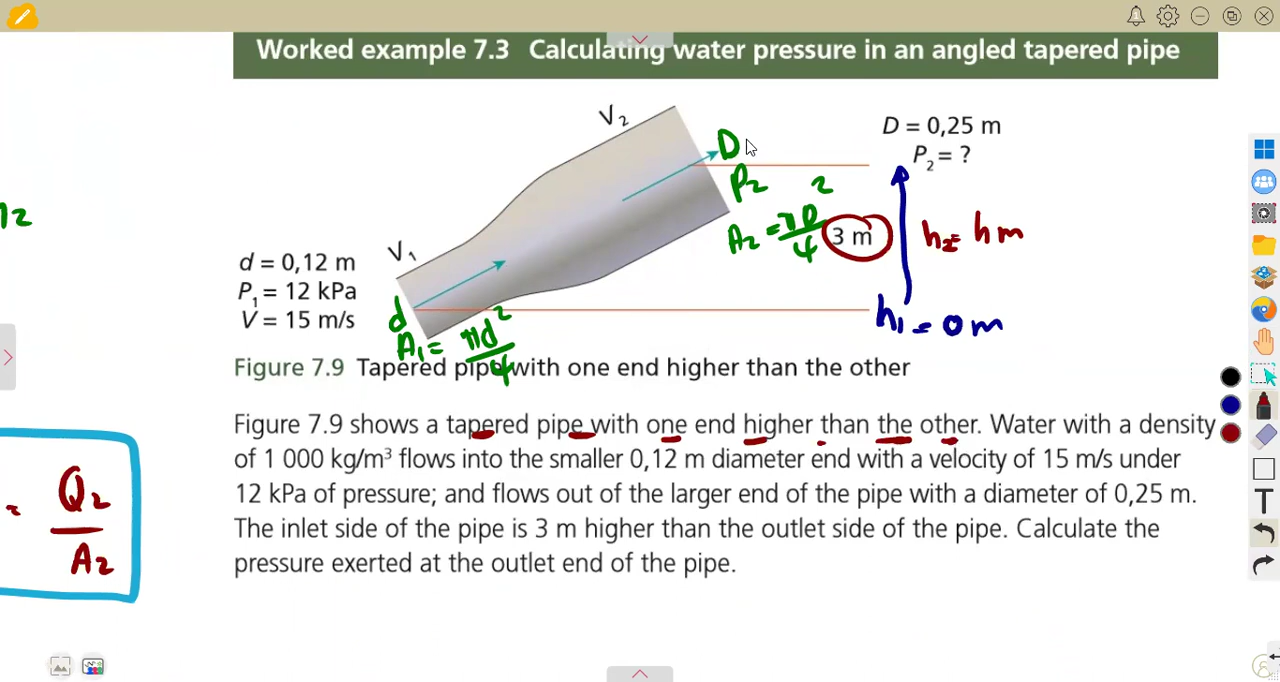 Worked example 7.3 Calculating water pressure in an angled tapered pipe
V₂
D = 0,25 m
P₂ = ?
D
P₂
A₂ = πD²/4
3 m
h₂ = hm
V₁
d = 0,12 m
P₁ = 12 kPa
V = 15 m/s
d
A₁ = πd²/4
h₁ = 0m
Figure 7.9 Tapered pipe with one end higher than the other
Figure 7.9 shows a tapered pipe with one end higher than the other. Water with a density
of 1 000 kg/m³ flows into the smaller 0,12 m diameter end with a velocity of 15 m/s under
12 kPa of pressure; and flows out of the larger end of the pipe with a diameter of 0,25 m.
The inlet side of the pipe is 3 m higher than the outlet side of the pipe. Calculate the
pressure exerted at the outlet end of the pipe.
= Q₂
A₂
T